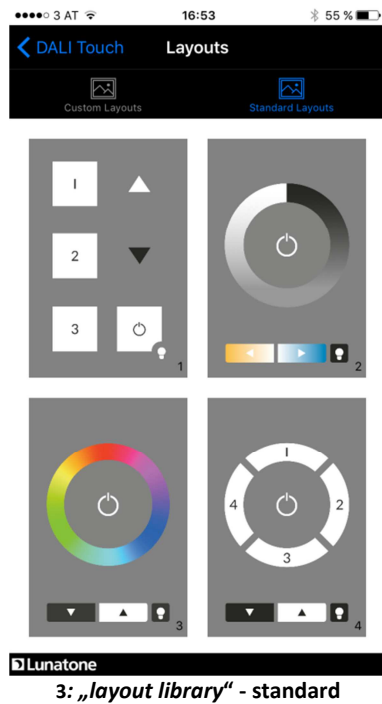 3 AT 16:53 55 %
DALI Touch Layouts
Custom Layouts Standard Layouts
I
2
3
1
2
3
I
4 2
3
4
Lunatone
3: „layout library“ - standard